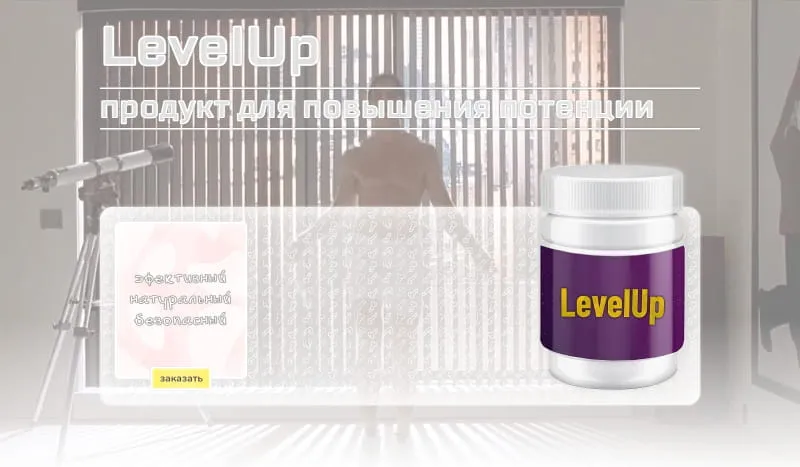 LevelUp
продукт для повышения потенции
эфективный
натуральный
безопасный
заказать
LevelUp